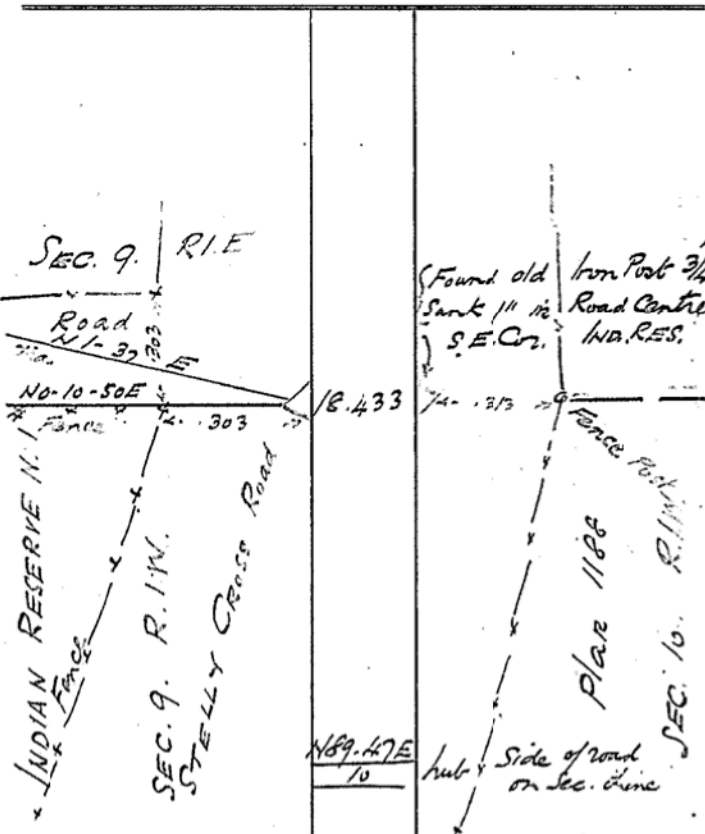 SEC. 9. R.I.E
Road
N1-37 E
303
N0-10-50E
Fence
.303
INDIAN RESERVE N.1
Fence
SEC. 9. R.I.W.
STELLY CROSS Road
18.433
N89.47E
10
Found old Iron Post 3/4
Sunk 1" in Road Centre
S.E. Cor. IND. RES.
.313
Fence Post
Plan 1186
SEC. 10. R.I.W
hub Side of road
on Sec. Line